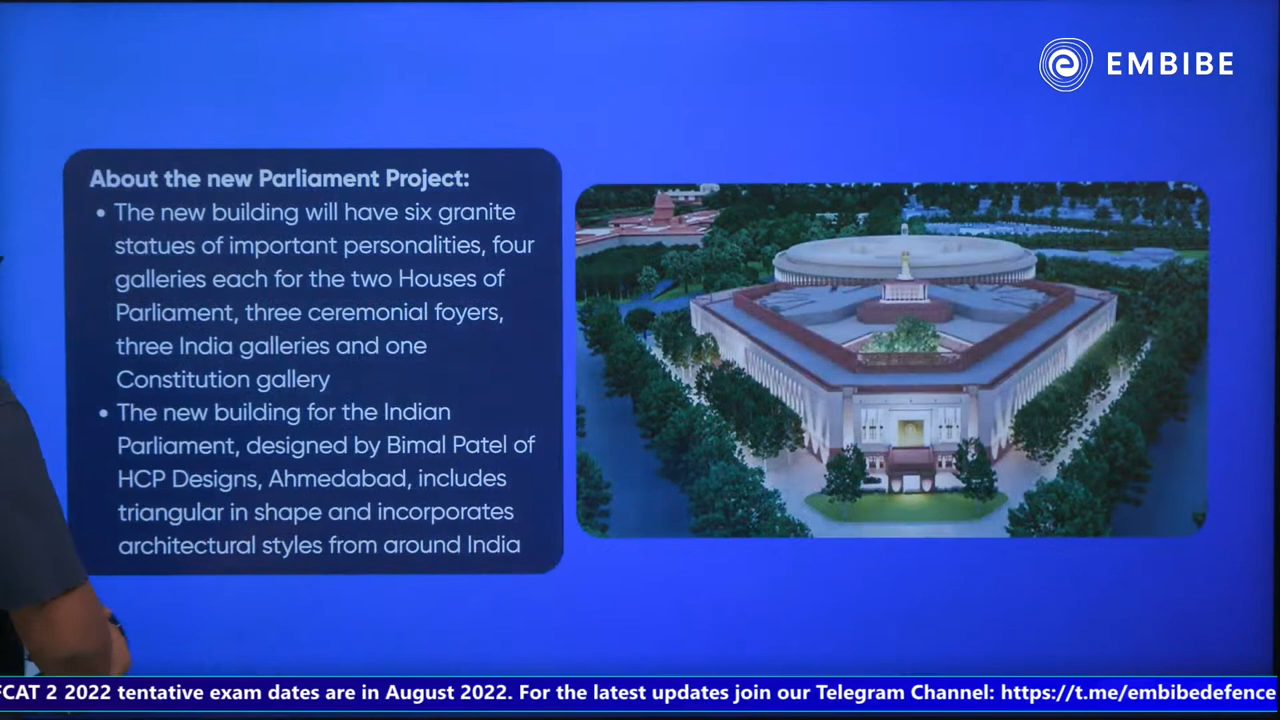 EMBIBE
About the new Parliament Project:
• The new building will have six granite
statues of important personalities, four
galleries each for the two Houses of
Parliament, three ceremonial foyers,
three India galleries and one
Constitution gallery
• The new building for the Indian
Parliament, designed by Bimal Patel of
HCP Designs, Ahmedabad, includes
triangular in shape and incorporates
architectural styles from around India
FCAT 2 2022 tentative exam dates are in August 2022. For the latest updates join our Telegram Channel: https://t.me/embibedefence